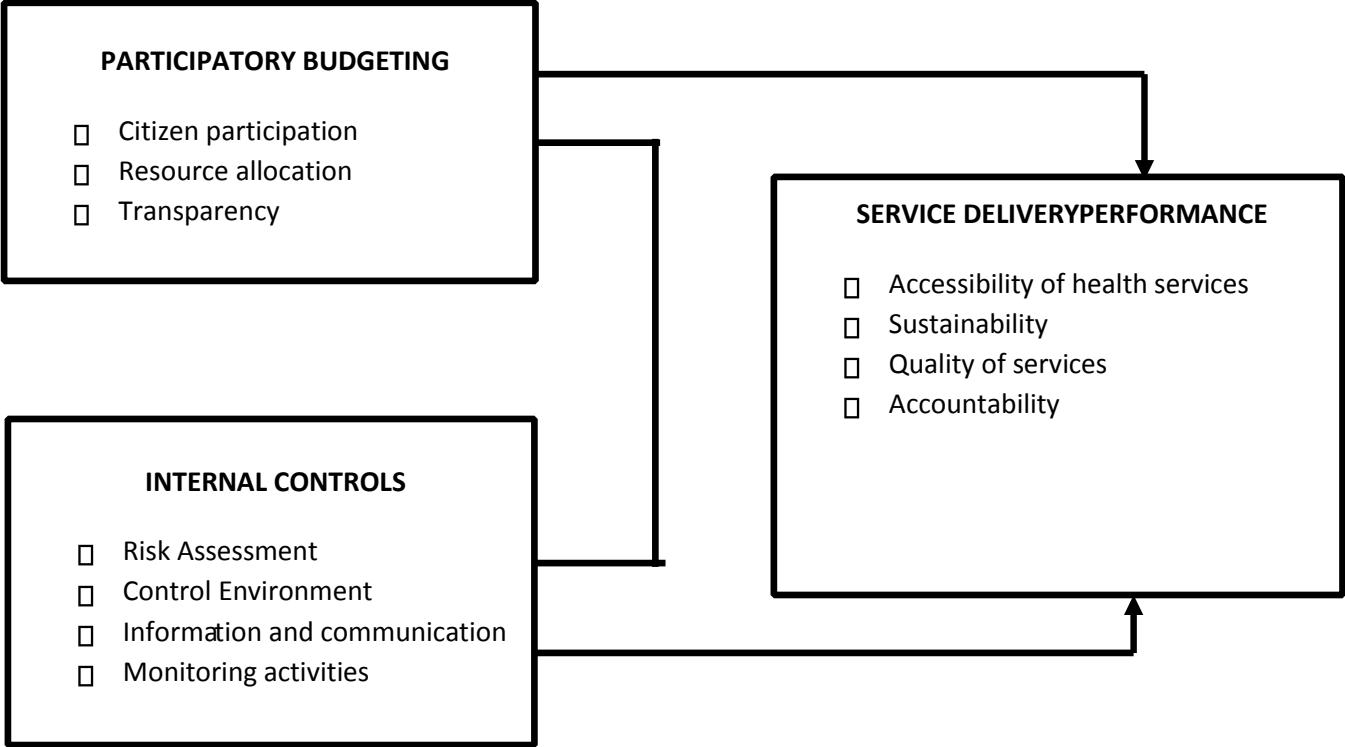 PARTICIPATORY BUDGETING
Citizen participation
Resource allocation
Transparency
SERVICE DELIVERYPERFORMANCE
Accessibility of health services
Sustainability
Quality of services
Accountability
INTERNAL CONTROLS
Risk Assessment
Control Environment
Information and communication
Monitoring activities